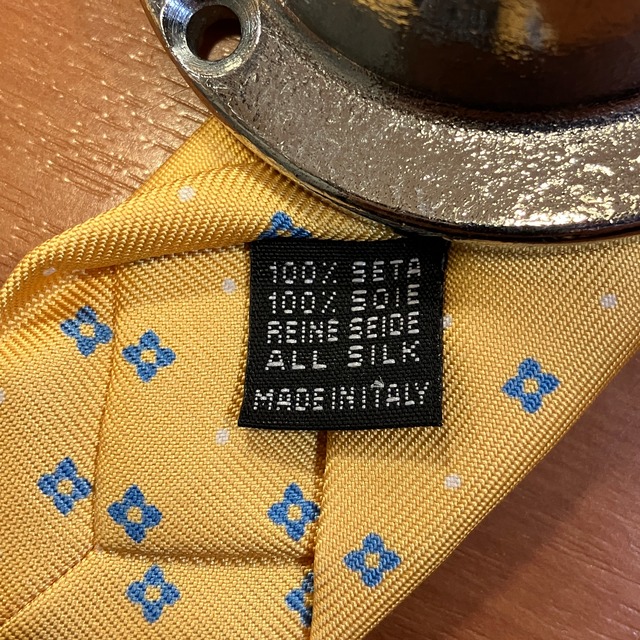 100% SETA
100% SOIE
REINE SEIDE
ALL SILK
MADE IN ITALY